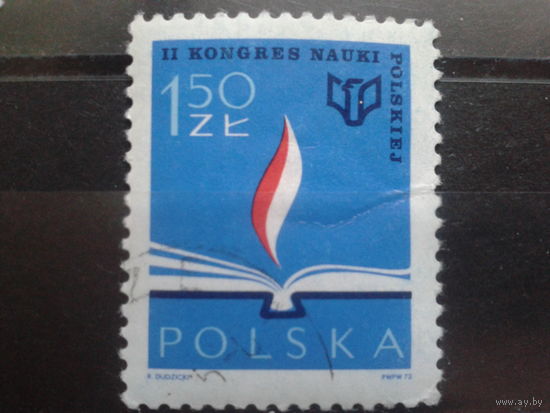 II KONGRES NAUKI
POLSKIEJ
1.50
ZŁ
POLSKA
R. DUDZICKI PWPW 73
www.ay.by